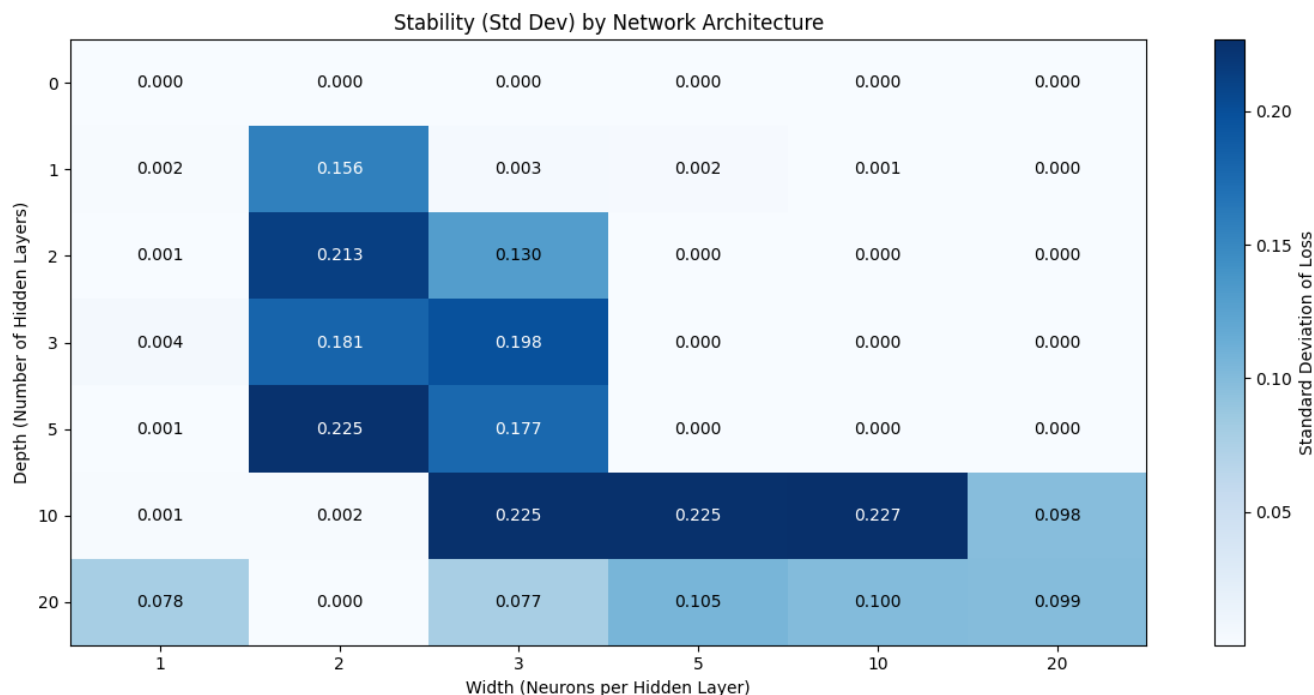 Stability (Std Dev) by Network Architecture
0 0.000 0.000 0.000 0.000 0.000 0.000
1 0.002 0.156 0.003 0.002 0.001 0.000
2 0.001 0.213 0.130 0.000 0.000 0.000
3 0.004 0.181 0.198 0.000 0.000 0.000
5 0.001 0.225 0.177 0.000 0.000 0.000
10 0.001 0.002 0.225 0.225 0.227 0.098
20 0.078 0.000 0.077 0.105 0.100 0.099
1 2 3 5 10 20
Width (Neurons per Hidden Layer)
Depth (Number of Hidden Layers)
0.20
0.15
0.10
0.05
Standard Deviation of Loss